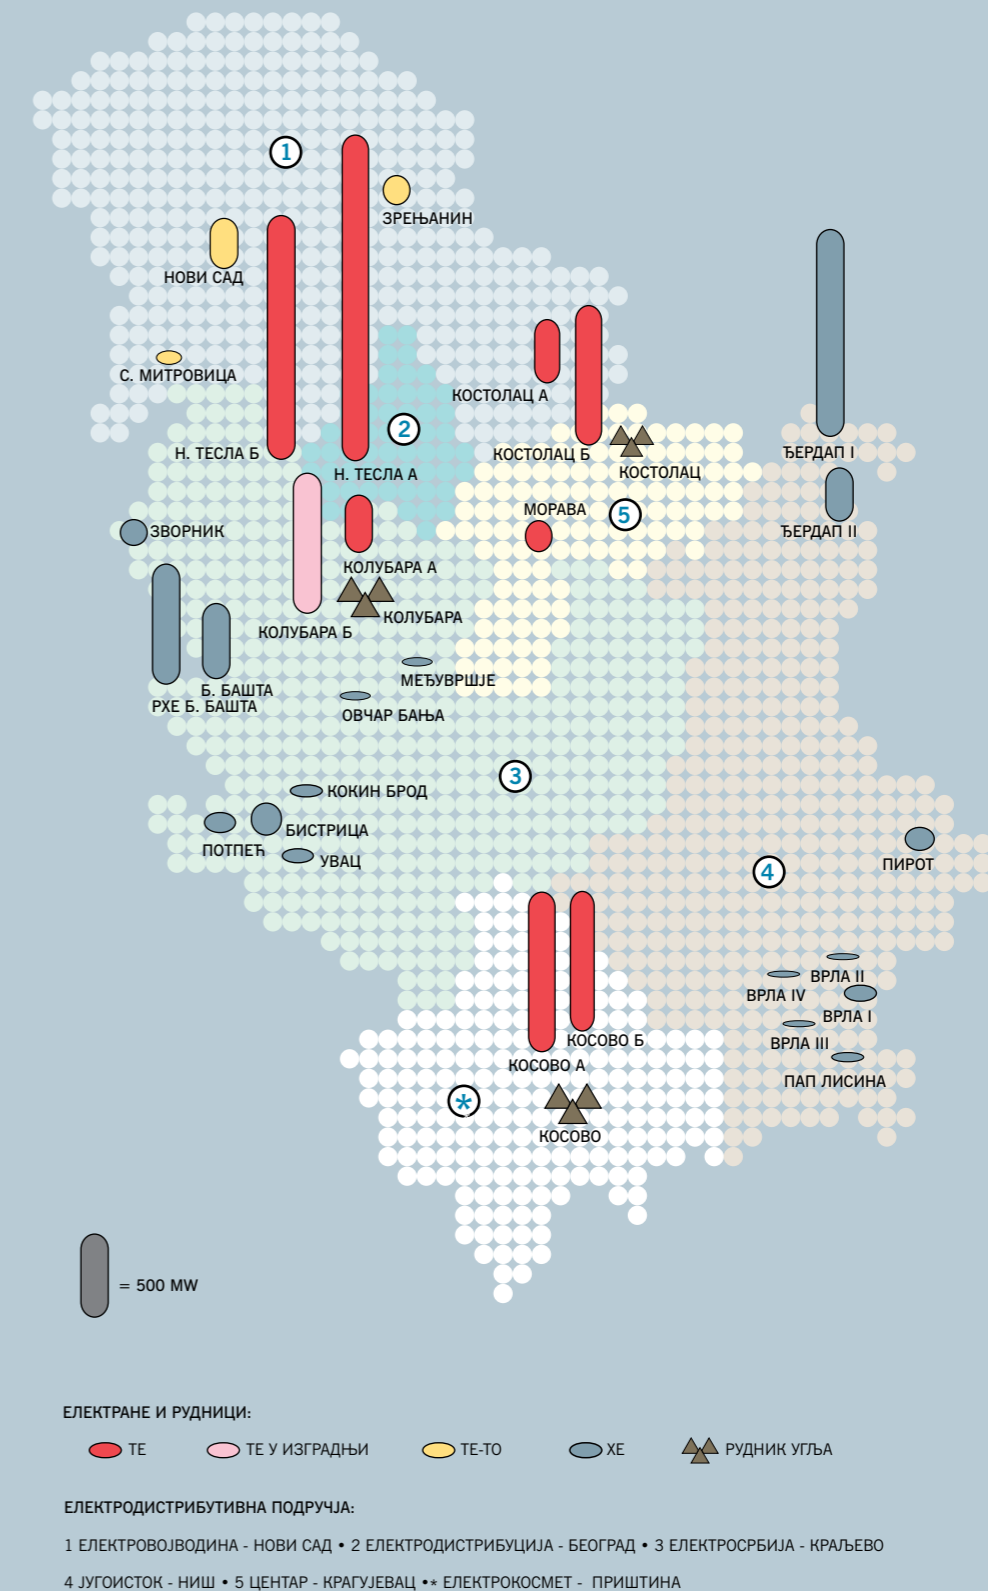 1
ЗРЕЊАНИН
НОВИ САД
С. МИТРОВИЦА
КОСТОЛАЦ А
2
Н. ТЕСЛА Б
КОСТОЛАЦ Б
ЂЕРДАП I
Н. ТЕСЛА А
КОСТОЛАЦ
МОРАВА
5
ЗВОРНИК
ЂЕРДАП II
КОЛУБАРА А
КОЛУБАРА
КОЛУБАРА Б
МЕЂУВРШЈЕ
Б. БАШТА
РХЕ Б. БАШТА
ОВЧАР БАЊА
3
КОКИН БРОД
БИСТРИЦА
ПОТПЕЋ
УВАЦ
ПИРОТ
4
ВРЛА II
ВРЛА IV
ВРЛА I
КОСОВО Б
ВРЛА III
КОСОВО А
ПАП ЛИСИНА
*
КОСОВО
= 500 MW
ЕЛЕКТРАНЕ И РУДНИЦИ:
ТЕ ТЕ У ИЗГРАДЊИ ТЕ-ТО ХЕ РУДНИК УГЉА
ЕЛЕКТРОДИСТРИБУТИВНА ПОДРУЧЈА:
1 ЕЛЕКТРОВОЈВОДИНА - НОВИ САД • 2 ЕЛЕКТРОДИСТРИБУЦИЈА - БЕОГРАД • 3 ЕЛЕКТРОСРБИЈА - КРАЉЕВО
4 ЈУГОИСТОК - НИШ • 5 ЦЕНТАР - КРАГУЈЕВАЦ •* ЕЛЕКТРОКОСМЕТ - ПРИШТИНА